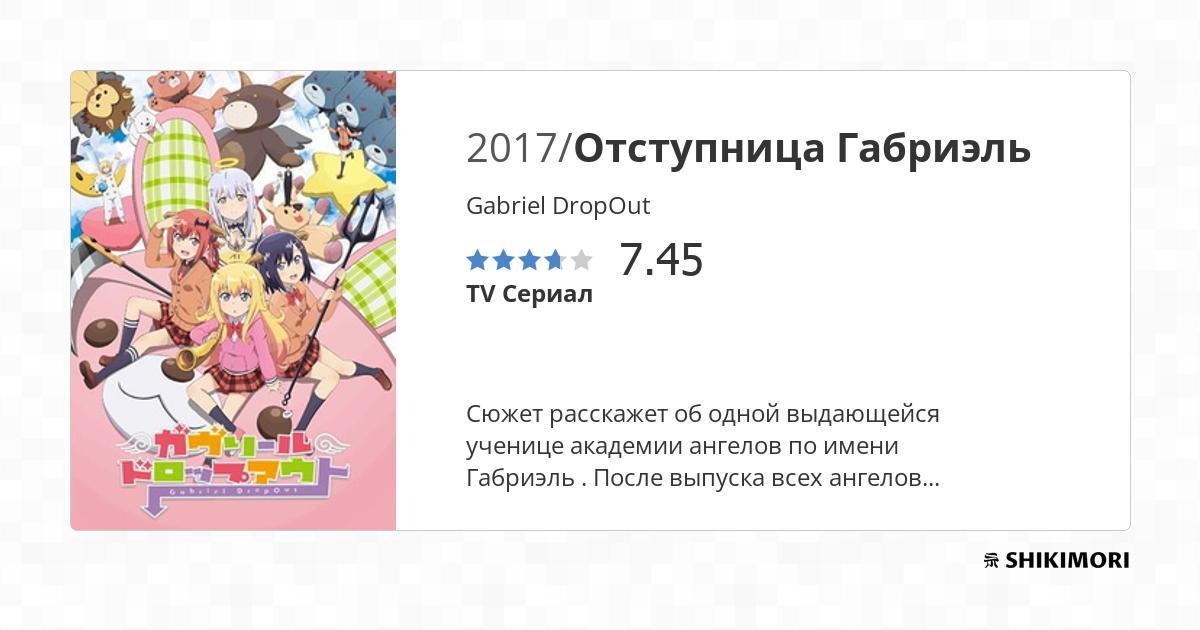 2017/Отступница Габриэль
Gabriel DropOut
7.45
TV Сериал
Сюжет расскажет об одной выдающейся
ученице академии ангелов по имени
Габриэль . После выпуска всех ангелов...
ガヴリール
ドロップアウト
Gabriel DropOut
SHIKIMORI